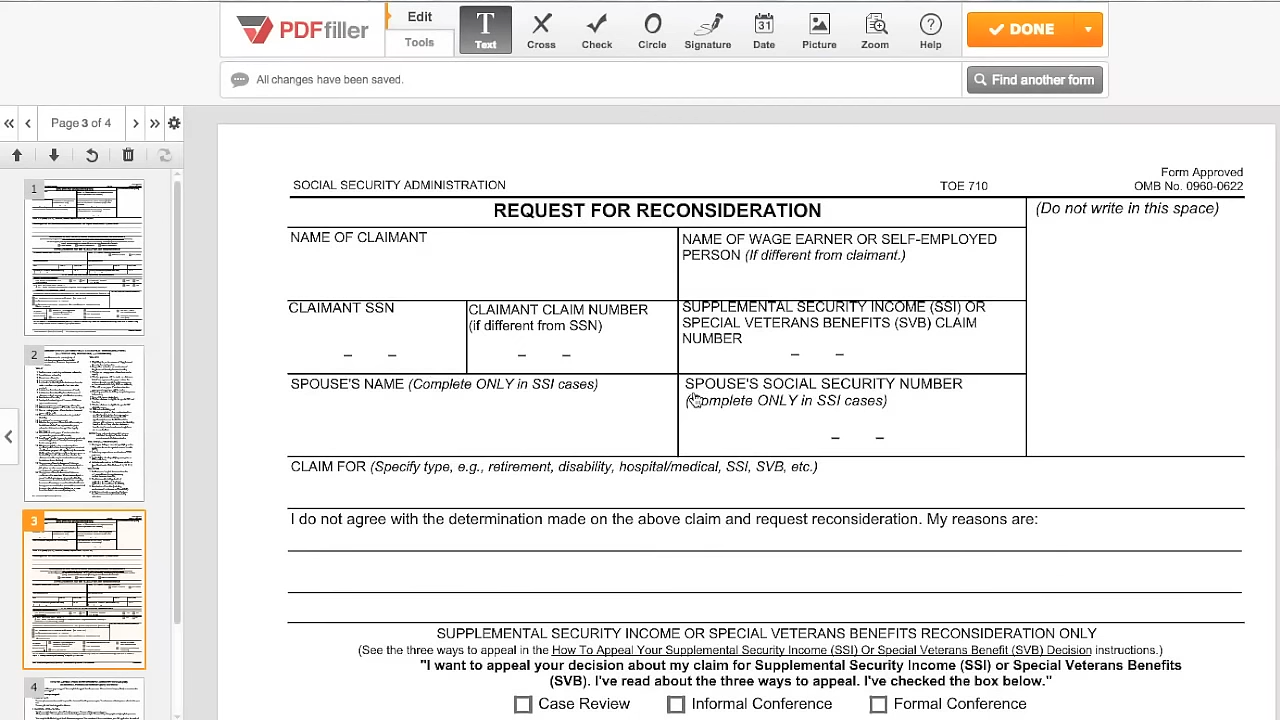 PDFfiller
Edit
Tools
Text
Cross
Check
Circle
Signature
31
Date
Picture
Zoom
?
Help
DONE
All changes have been saved.
Find another form
Page 3 of 4
1
2
3
4
Form Approved
SOCIAL SECURITY ADMINISTRATION TOE 710 OMB No. 0960-0622
REQUEST FOR RECONSIDERATION
(Do not write in this space)
NAME OF CLAIMANT
NAME OF WAGE EARNER OR SELF-EMPLOYED
PERSON (If different from claimant.)
CLAIMANT SSN
– –
CLAIMANT CLAIM NUMBER
(if different from SSN)
– –
SUPPLEMENTAL SECURITY INCOME (SSI) OR
SPECIAL VETERANS BENEFITS (SVB) CLAIM
NUMBER
– –
SPOUSE'S NAME (Complete ONLY in SSI cases)
SPOUSE'S SOCIAL SECURITY NUMBER
(Complete ONLY in SSI cases)
– –
CLAIM FOR (Specify type, e.g., retirement, disability, hospital/medical, SSI, SVB, etc.)
I do not agree with the determination made on the above claim and request reconsideration. My reasons are:
SUPPLEMENTAL SECURITY INCOME OR SPECIAL VETERANS BENEFITS RECONSIDERATION ONLY
(See the three ways to appeal in the How To Appeal Your Supplemental Security Income (SSI) Or Special Veterans Benefit (SVB) Decision instructions.)
"I want to appeal your decision about my claim for Supplemental Security Income (SSI) or Special Veterans Benefits
(SVB). I've read about the three ways to appeal. I've checked the box below."
Case Review Informal Conference Formal Conference